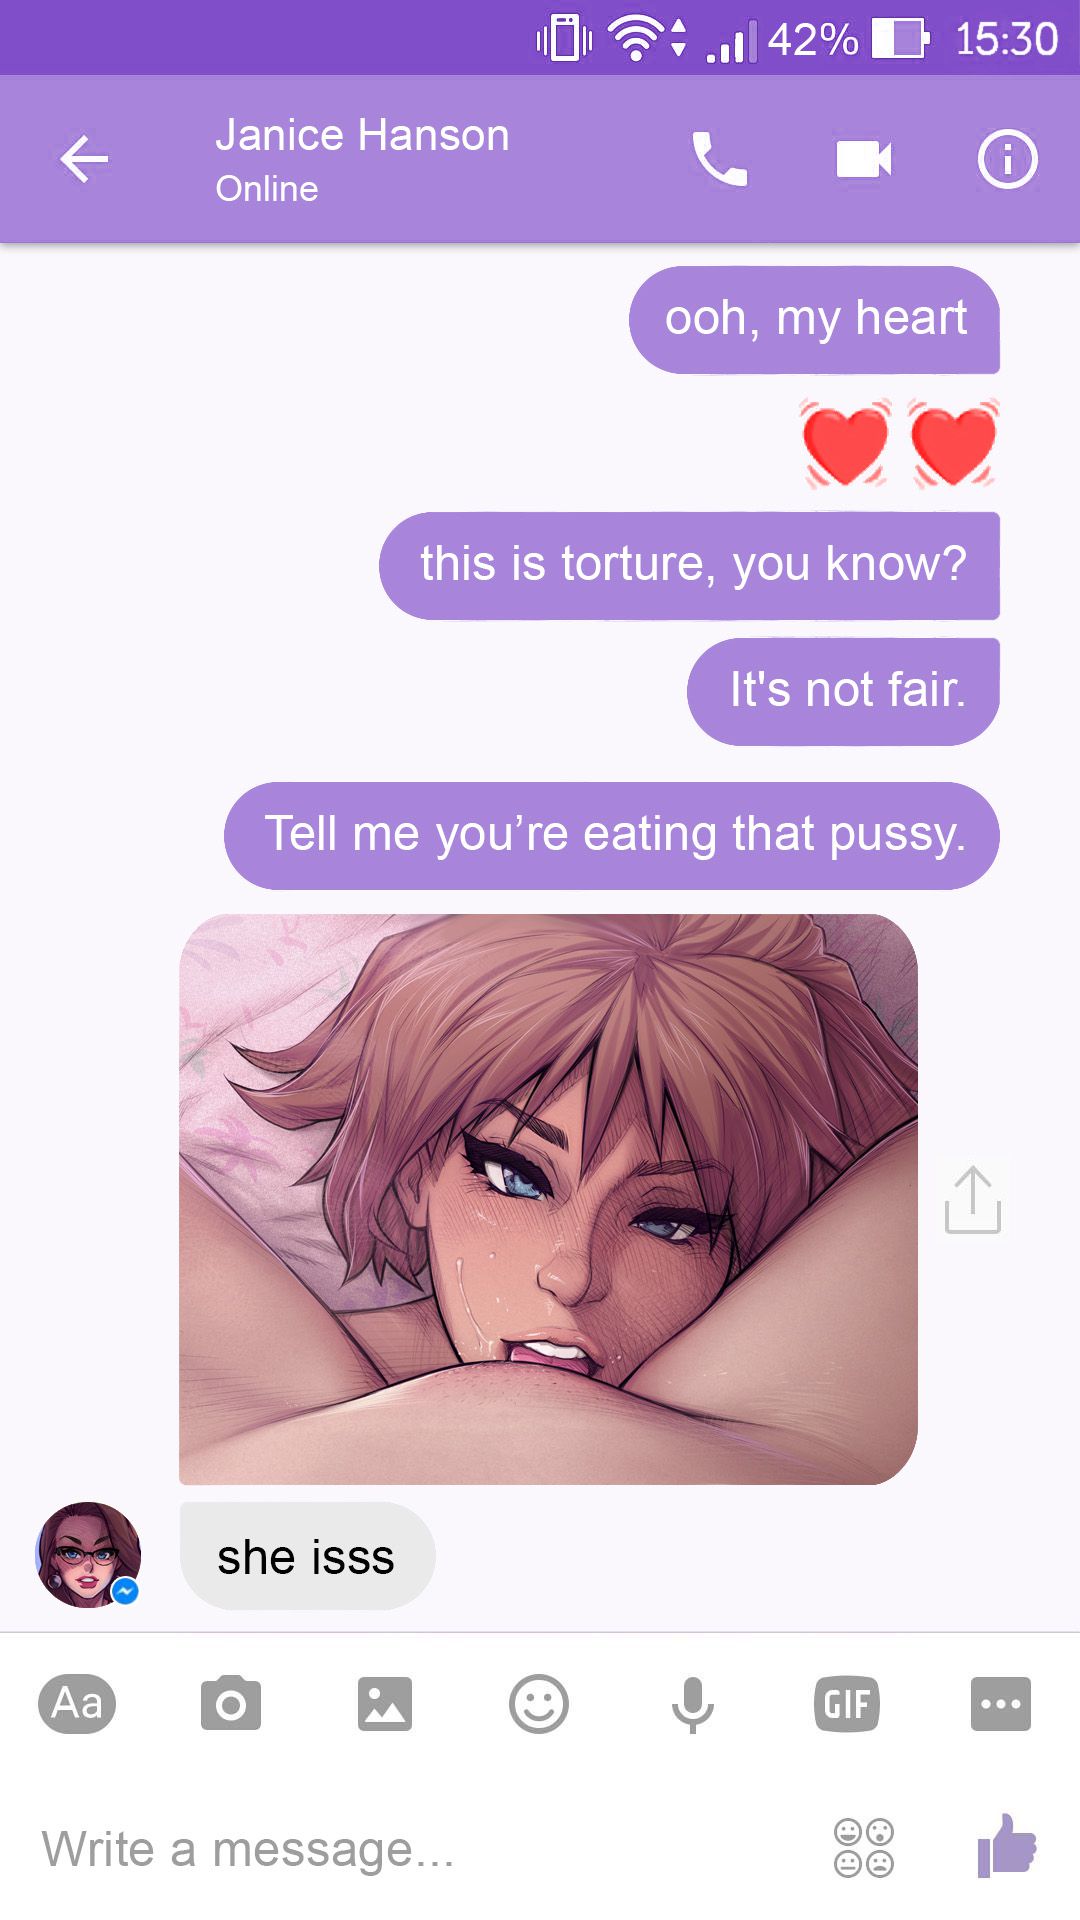 42% 15:30
Janice Hanson
Online
ooh, my heart
this is torture, you know?
It's not fair.
Tell me you’re eating that pussy.
she isss
Aa
GIF
Write a message...